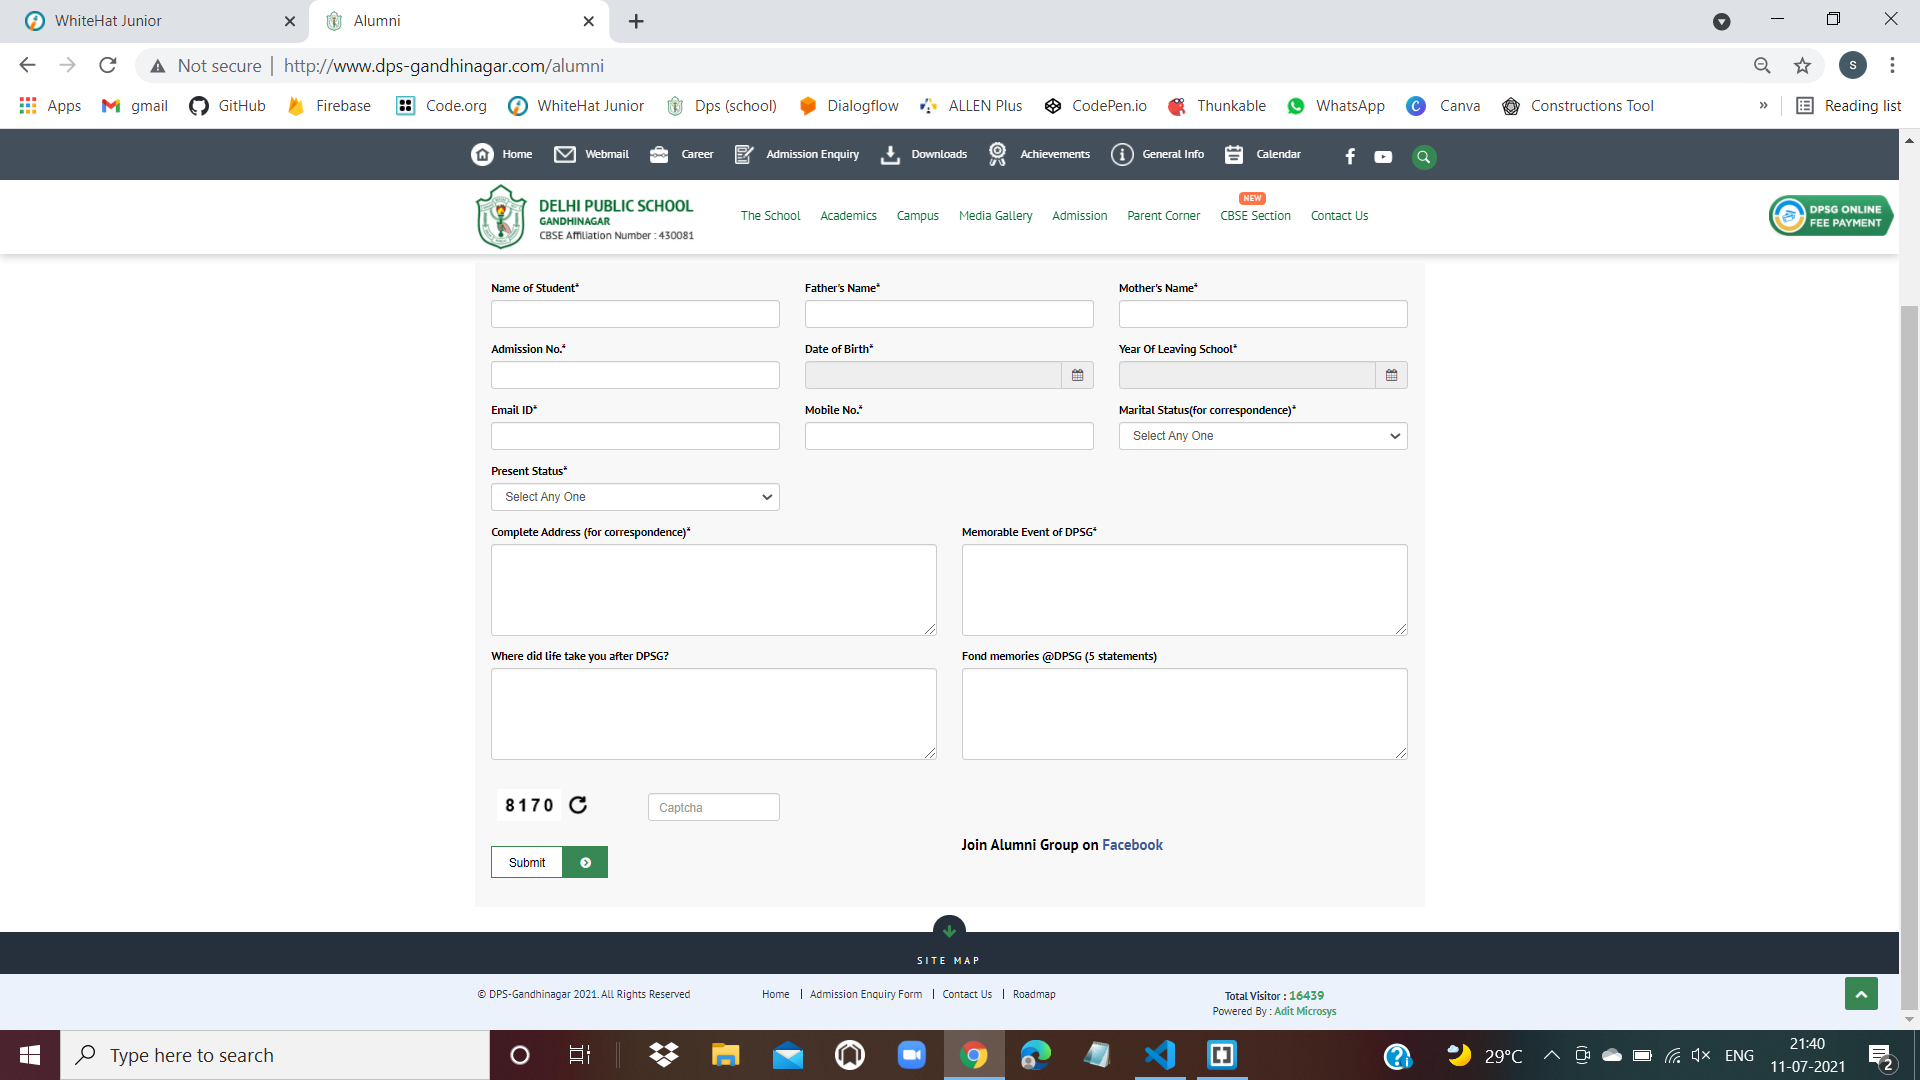 WhiteHat Junior
Alumni
Not secure | http://www.dps-gandhinagar.com/alumni
S
Apps gmail GitHub Firebase Code.org WhiteHat Junior Dps (school) Dialogflow ALLEN Plus CodePen.io Thunkable WhatsApp Canva Constructions Tool » Reading list
Home Webmail Career Admission Enquiry Downloads Achievements General Info Calendar
DELHI PUBLIC SCHOOL
GANDHINAGAR
CBSE Affiliation Number : 430081
NEW
The School Academics Campus Media Gallery Admission Parent Corner CBSE Section Contact Us
DPSG ONLINE
FEE PAYMENT
Name of Student* Father's Name* Mother's Name*
Admission No.* Date of Birth* Year Of Leaving School*
Email ID* Mobile No.* Marital Status(for correspondence)*
Select Any One
Present Status*
Select Any One
Complete Address (for correspondence)* Memorable Event of DPSG*
Where did life take you after DPSG? Fond memories @DPSG (5 statements)
8170 Captcha
Join Alumni Group on Facebook
Submit
SITE MAP
© DPS-Gandhinagar 2021. All Rights Reserved Home | Admission Enquiry Form | Contact Us | Roadmap Total Visitor : 16439
Powered By : Adit Microsys
Type here to search
29°C ENG 21:40
11-07-2021
2